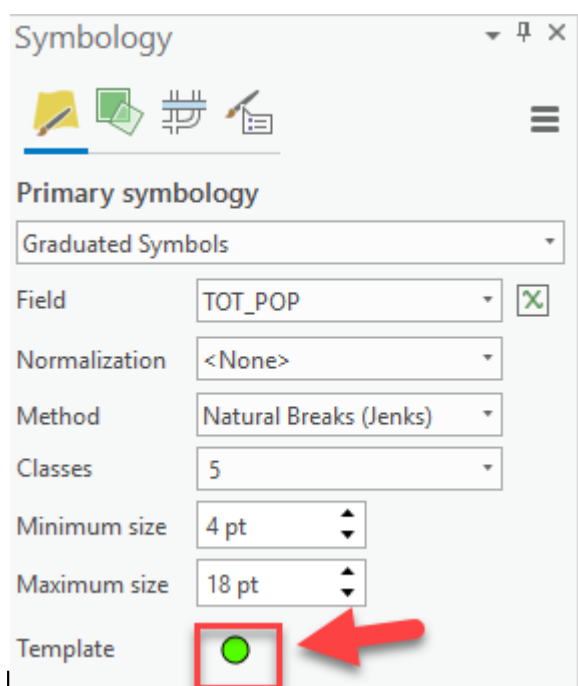 Symbology
Primary symbology
Graduated Symbols
Field TOT_POP
Normalization <None>
Method Natural Breaks (Jenks)
Classes 5
Minimum size 4 pt
Maximum size 18 pt
Template